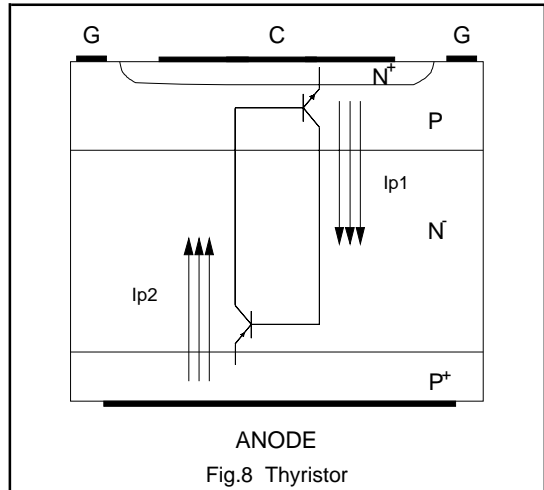 G C G
N+
P
Ip1
N-
Ip2
P+
ANODE
Fig.8 Thyristor